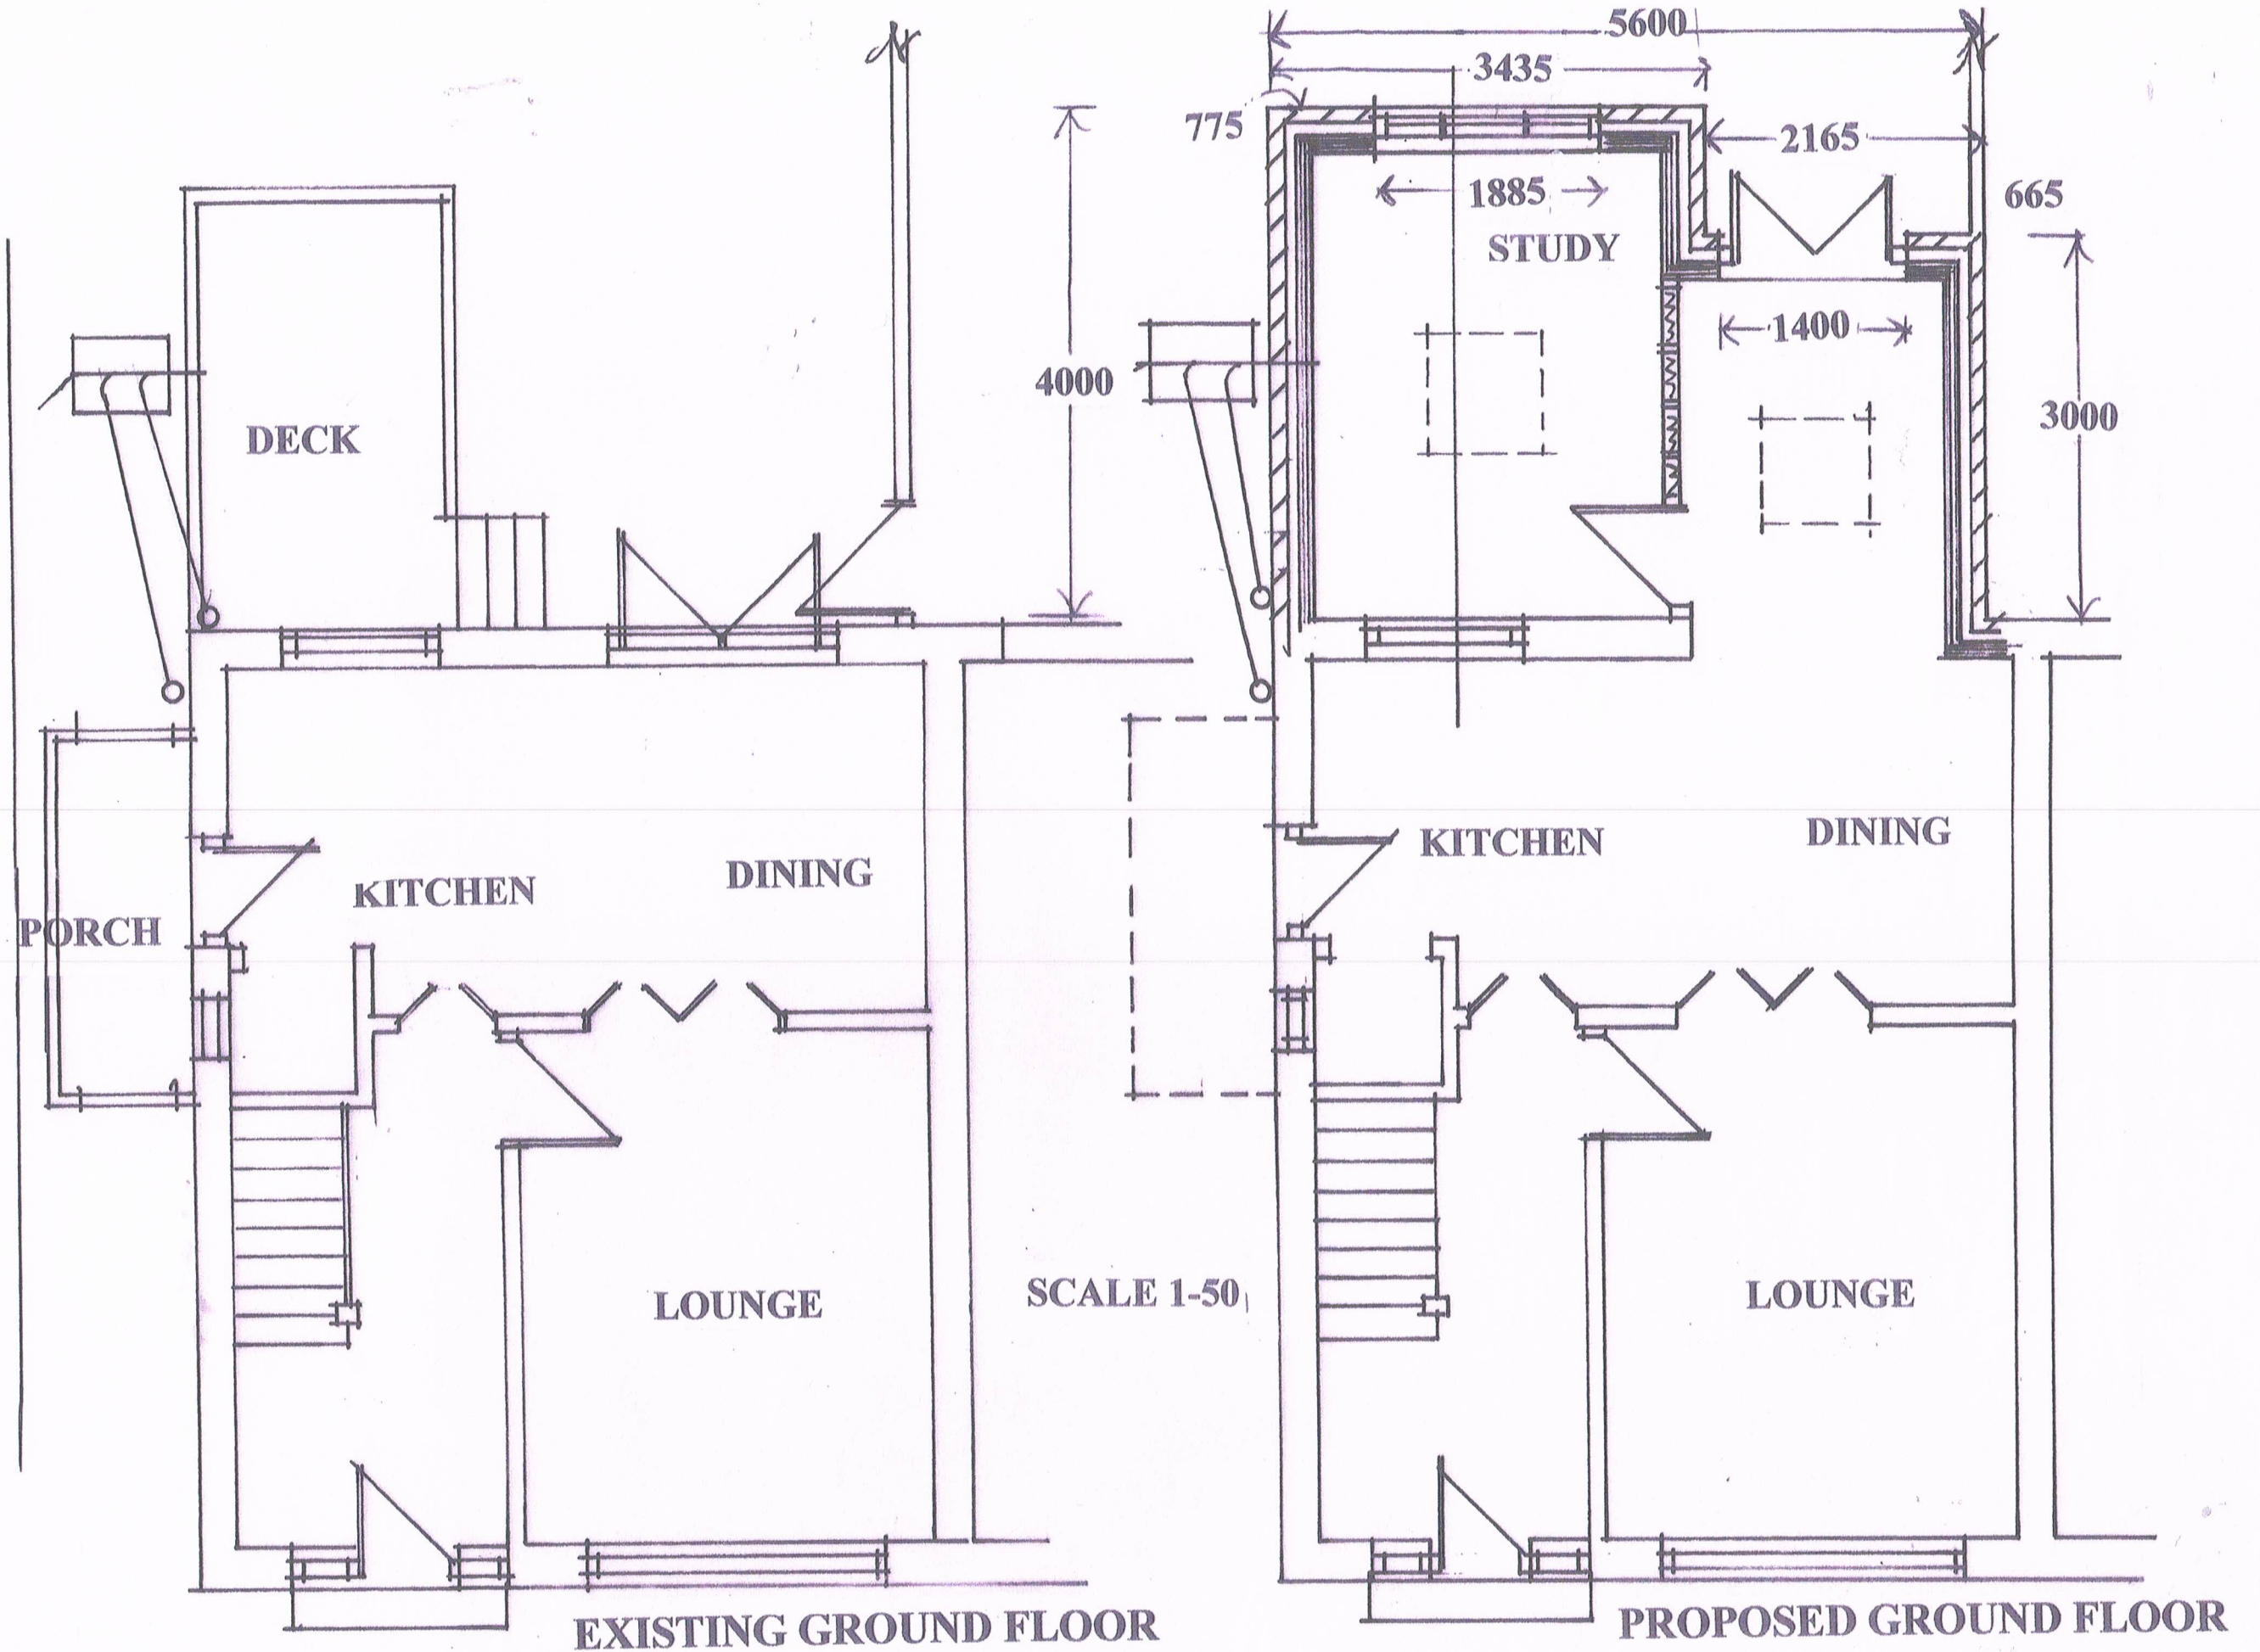 5600
3435
775
2165
1885
665
STUDY
1400
4000
3000
DECK
KITCHEN
DINING
PORCH
KITCHEN
DINING
LOUNGE
SCALE 1-50
LOUNGE
EXISTING GROUND FLOOR
PROPOSED GROUND FLOOR